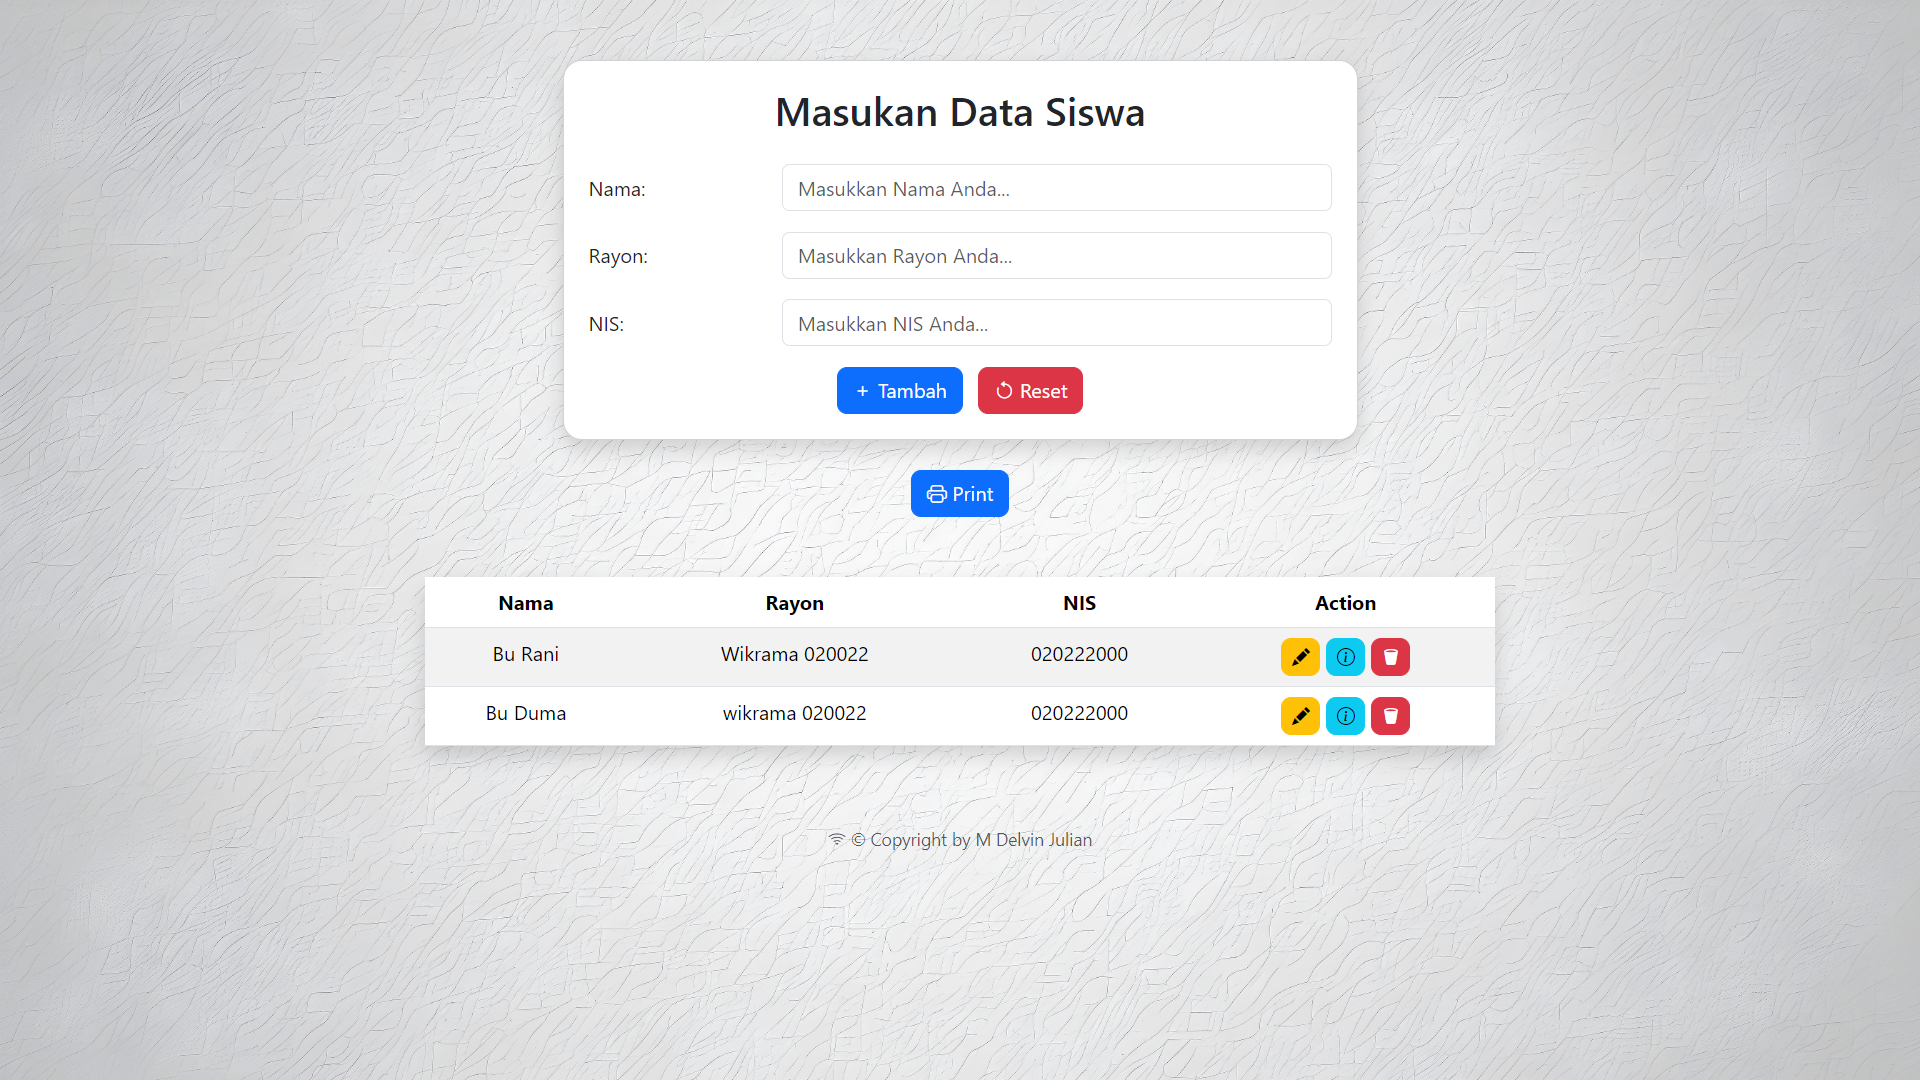 Masukan Data Siswa
Nama: Masukkan Nama Anda...
Rayon: Masukkan Rayon Anda...
NIS: Masukkan NIS Anda...
+ Tambah Reset
Print
Nama Rayon NIS Action
Bu Rani Wikrama 020022 020222000
Bu Duma wikrama 020022 020222000
© Copyright by M Delvin Julian